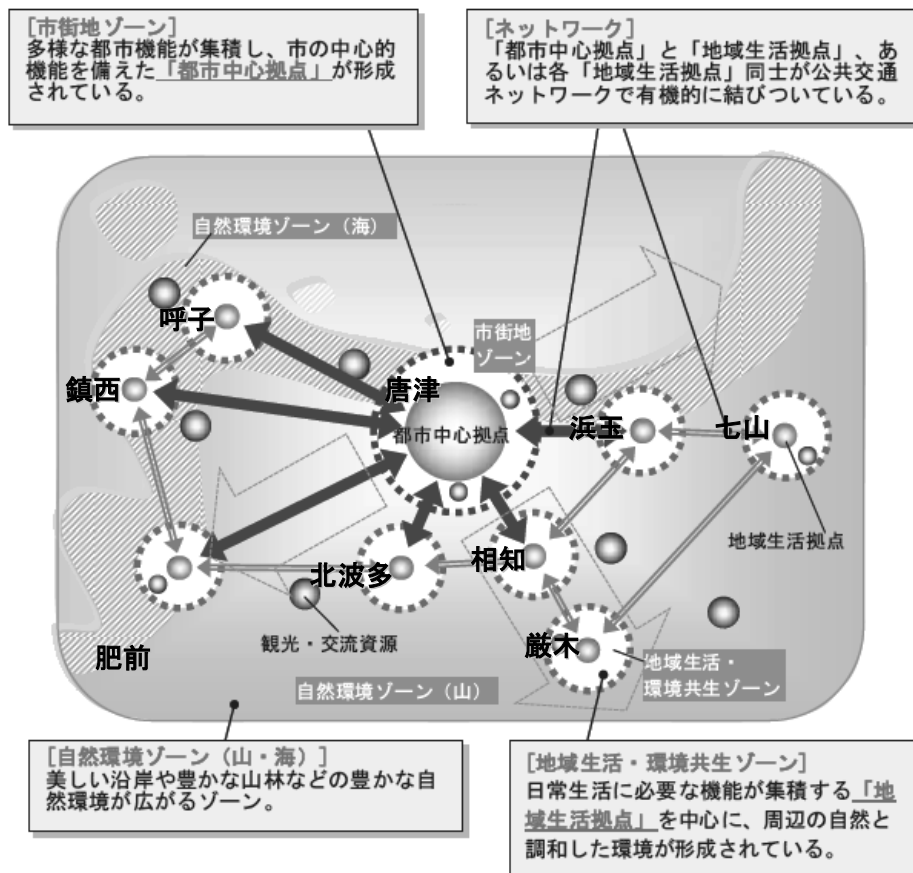 [市街地ゾーン]
多様な都市機能が集積し、市の中心的
機能を備えた「都市中心拠点」が形成
されている。
[ネットワーク]
「都市中心拠点」と「地域生活拠点」、あ
るいは各「地域生活拠点」同士が公共交通
ネットワークで有機的に結びついている。
自然環境ゾーン（海）
呼子
市街地
ゾーン
鎮西
唐津
都市中心拠点
浜玉
七山
地域生活拠点
北波多
相知
観光・交流資源
肥前
厳木
地域生活・
環境共生ゾーン
自然環境ゾーン（山）
[自然環境ゾーン（山・海）]
美しい沿岸や豊かな山林などの豊かな自
然環境が広がるゾーン。
[地域生活・環境共生ゾーン]
日常生活に必要な機能が集積する「地
域生活拠点」を中心に、周辺の自然と
調和した環境が形成されている。